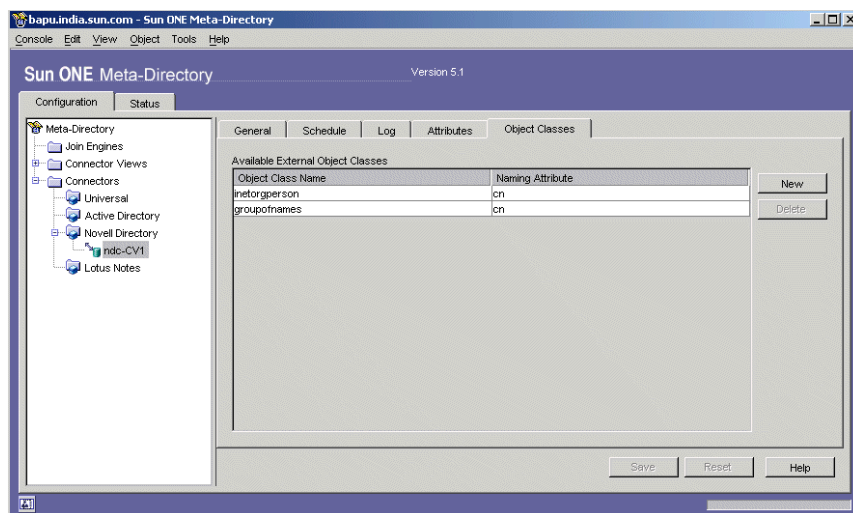 bapu.india.sun.com - Sun ONE Meta-Directory
Console Edit View Object Tools Help
Sun ONE Meta-Directory
Version 5.1
Configuration Status
Meta-Directory
Join Engines
Connector Views
Connectors
Universal
Active Directory
Novell Directory
ndc-CV1
Lotus Notes
General Schedule Log Attributes Object Classes
Available External Object Classes
Object Class Name Naming Attribute
inetorgperson cn
groupofnames cn
New
Delete
Save Reset Help